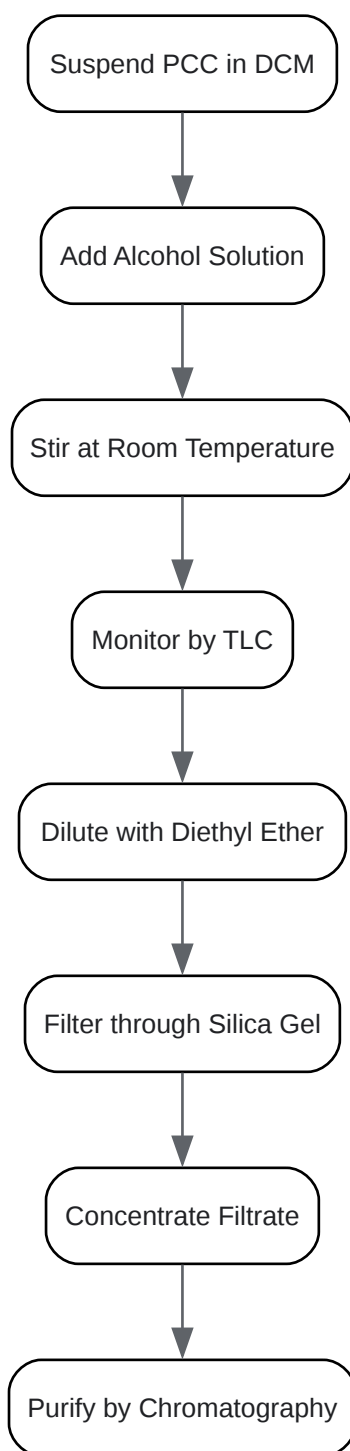 Suspend PCC in DCM
Add Alcohol Solution
Stir at Room Temperature
Monitor by TLC
Dilute with Diethyl Ether
Filter through Silica Gel
Concentrate Filtrate
Purify by Chromatography